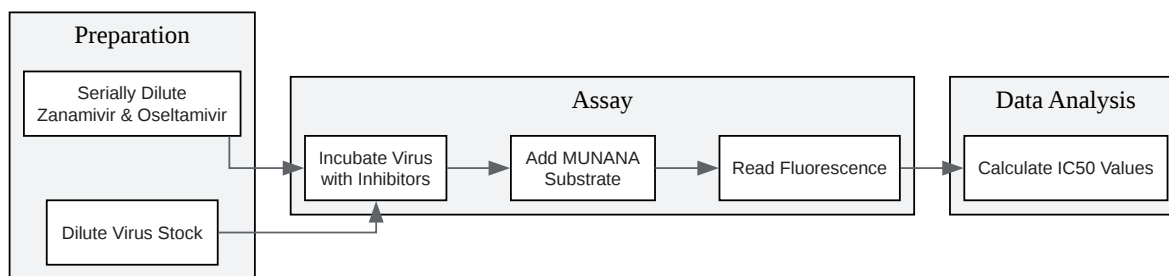 Preparation
Serially Dilute
Zanamivir & Oseltamivir
Dilute Virus Stock
Assay
Incubate Virus
with Inhibitors
Add MUNANA
Substrate
Read Fluorescence
Data Analysis
Calculate IC50 Values